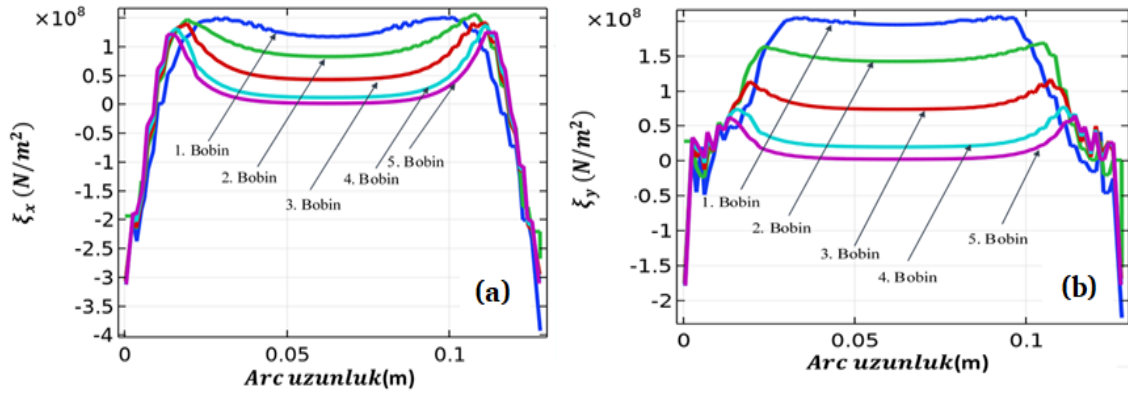 ×10⁸
ξx (N/m²)
1
0.5
0
-0.5
-1
-1.5
-2
-2.5
-3
-3.5
-4
1. Bobin
2. Bobin
3. Bobin
4. Bobin
5. Bobin
(a)
0
0.05
0.1
Arc uzunluk(m)
×10⁸
ξy (N/m²)
1.5
1
0.5
0
-0.5
-1
-1.5
-2
1. Bobin
2. Bobin
3. Bobin
4. Bobin
5. Bobin
(b)
0
0.05
0.1
Arc uzunluk(m)